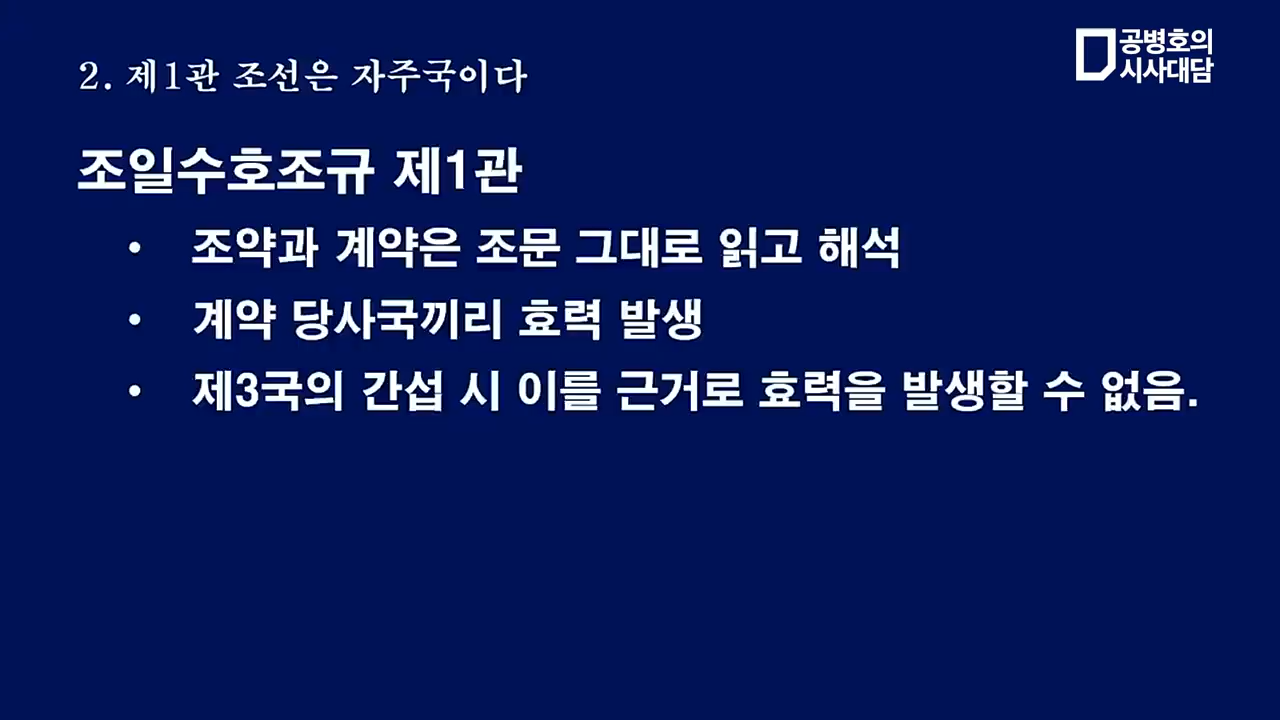 공병호의
시사대담
2. 제1관 조선은 자주국이다
조일수호조규 제1관
• 조약과 계약은 조문 그대로 읽고 해석
• 계약 당사국끼리 효력 발생
• 제3국의 간섭 시 이를 근거로 효력을 발생할 수 없음.